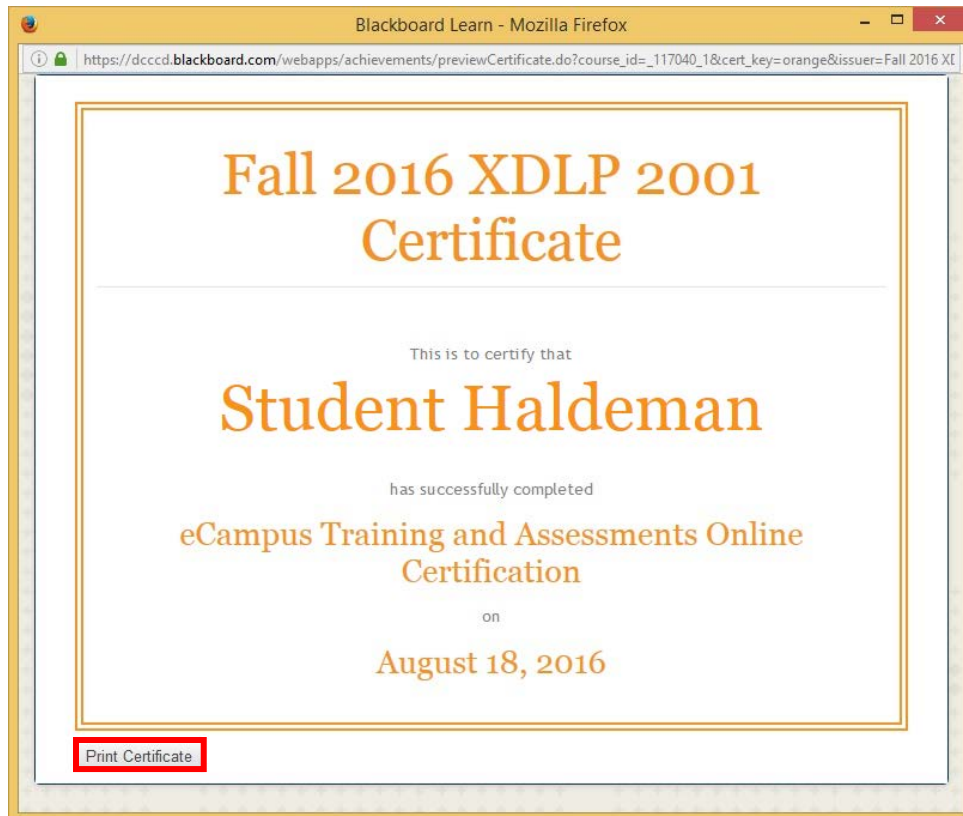 Blackboard Learn - Mozilla Firefox
https://dcccd.blackboard.com/webapps/achievements/previewCertificate.do?course_id=_117040_1&cert_key=orange&issuer=Fall 2016 XD
Fall 2016 XDLP 2001
Certificate
This is to certify that
Student Haldeman
has successfully completed
eCampus Training and Assessments Online
Certification
on
August 18, 2016
Print Certificate